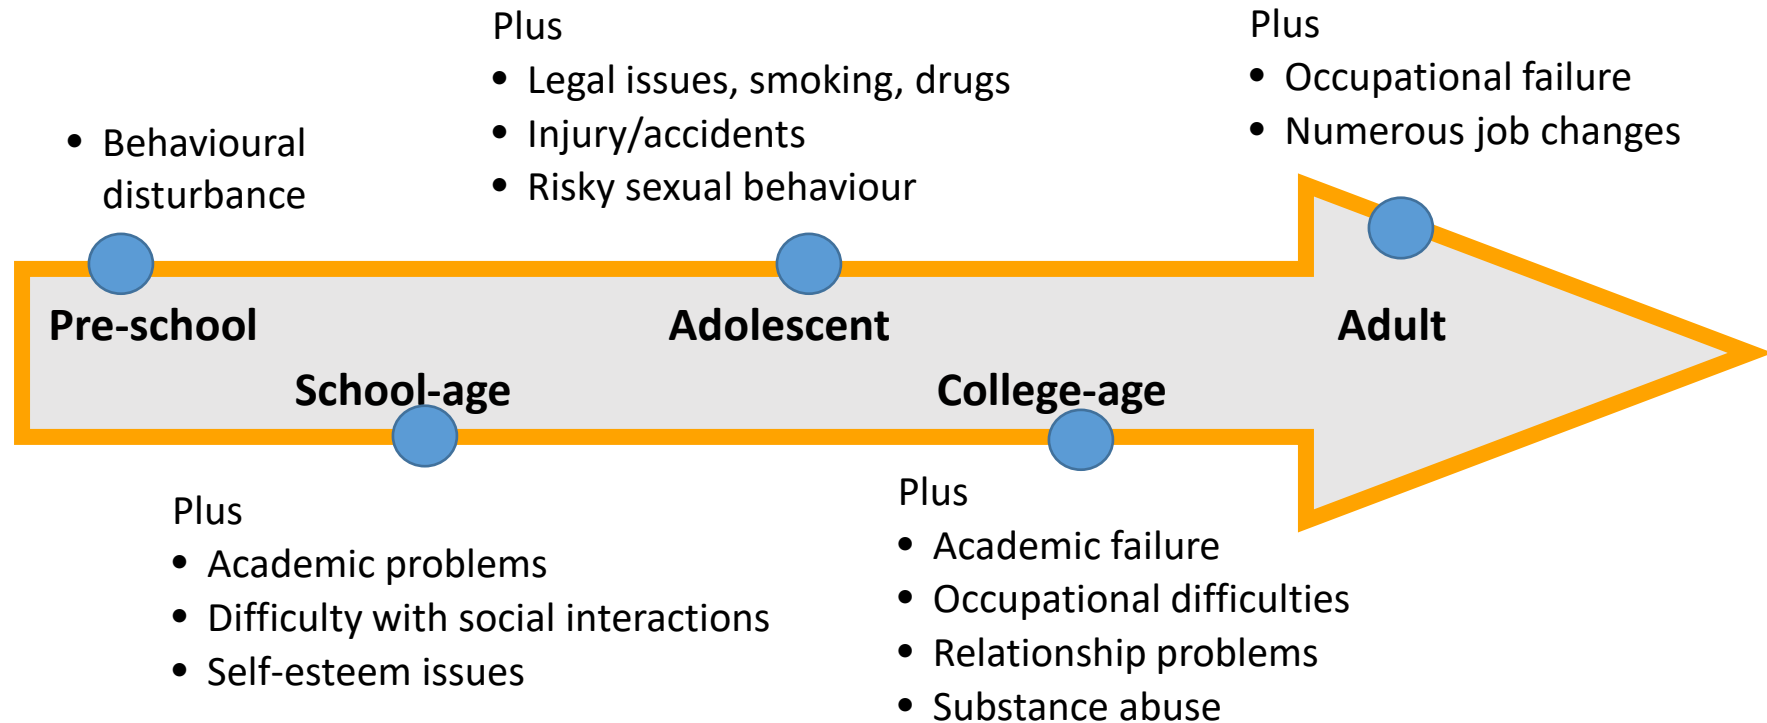 • Behavioural
disturbance
Pre-school
Plus
• Academic problems
• Difficulty with social interactions
• Self-esteem issues
School-age
Plus
• Legal issues, smoking, drugs
• Injury/accidents
• Risky sexual behaviour
Adolescent
College-age
Plus
• Academic failure
• Occupational difficulties
• Relationship problems
• Substance abuse
Plus
• Occupational failure
• Numerous job changes
Adult